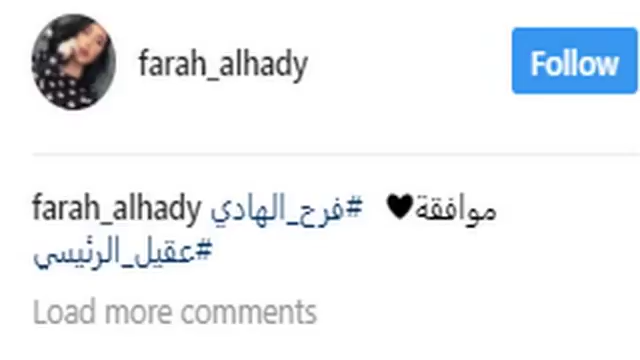 farah_alhady
Follow
farah_alhady موافقة♥ #فرح_الهادي
#عقيل_الرئيسي
Load more comments